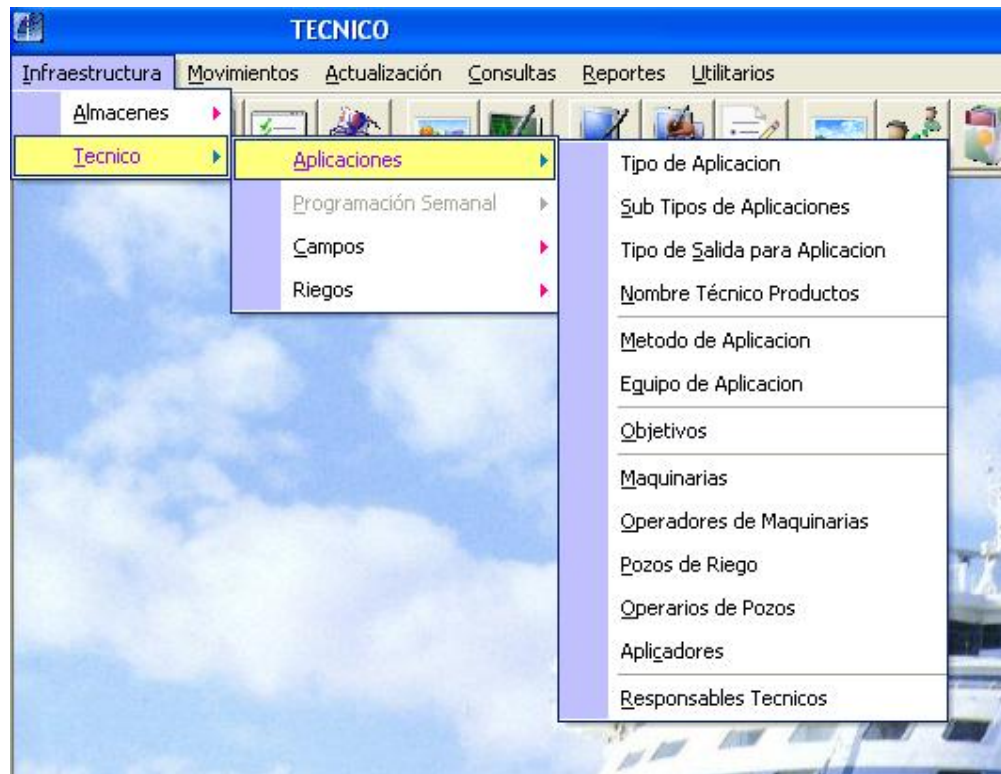 TECNICO
Infraestructura Movimientos Actualización Consultas Reportes Utilitarios
Almacenes
Tecnico
Aplicaciones
Programación Semanal
Campos
Riegos
Tipo de Aplicacion
Sub Tipos de Aplicaciones
Tipo de Salida para Aplicacion
Nombre Técnico Productos
Metodo de Aplicacion
Equipo de Aplicacion
Objetivos
Maquinarias
Operadores de Maquinarias
Pozos de Riego
Operarios de Pozos
Aplicadores
Responsables Tecnicos